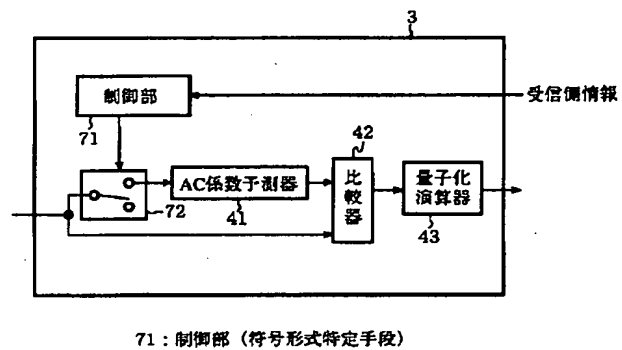 3
制御部
受信側情報
71
42
AC係数予測器
比較器
量子化
演算器
72
41
43
71:制御部(符号形式特定手段)